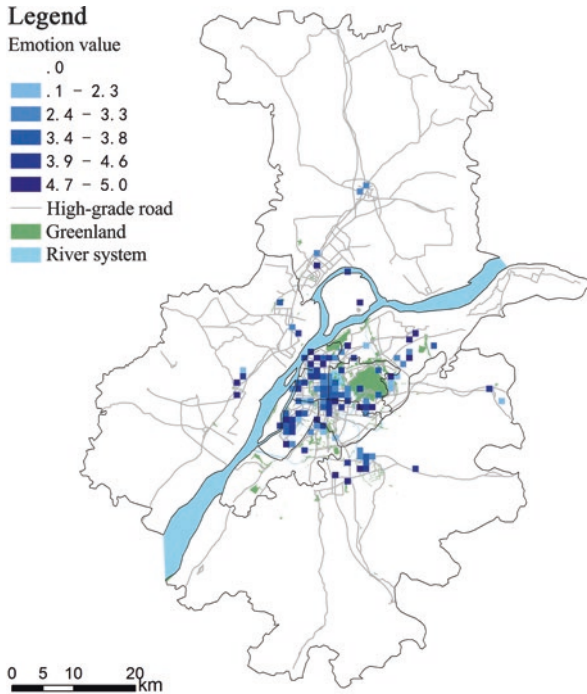 Legend
Emotion value
.0
.1 - 2.3
2.4 - 3.3
3.4 - 3.8
3.9 - 4.6
4.7 - 5.0
High-grade road
Greenland
River system
0 5 10 20
km